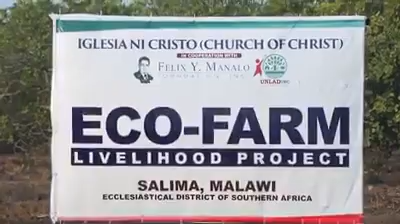 IGLESIA NI CRISTO (CHURCH OF CHRIST)
IN COOPERATION WITH
FELIX Y. MANALO
FOUNDATION, INC.
UNLAD INC.
ECO-FARM
LIVELIHOOD PROJECT
SALIMA, MALAWI
ECCLESIASTICAL DISTRICT OF SOUTHERN AFRICA